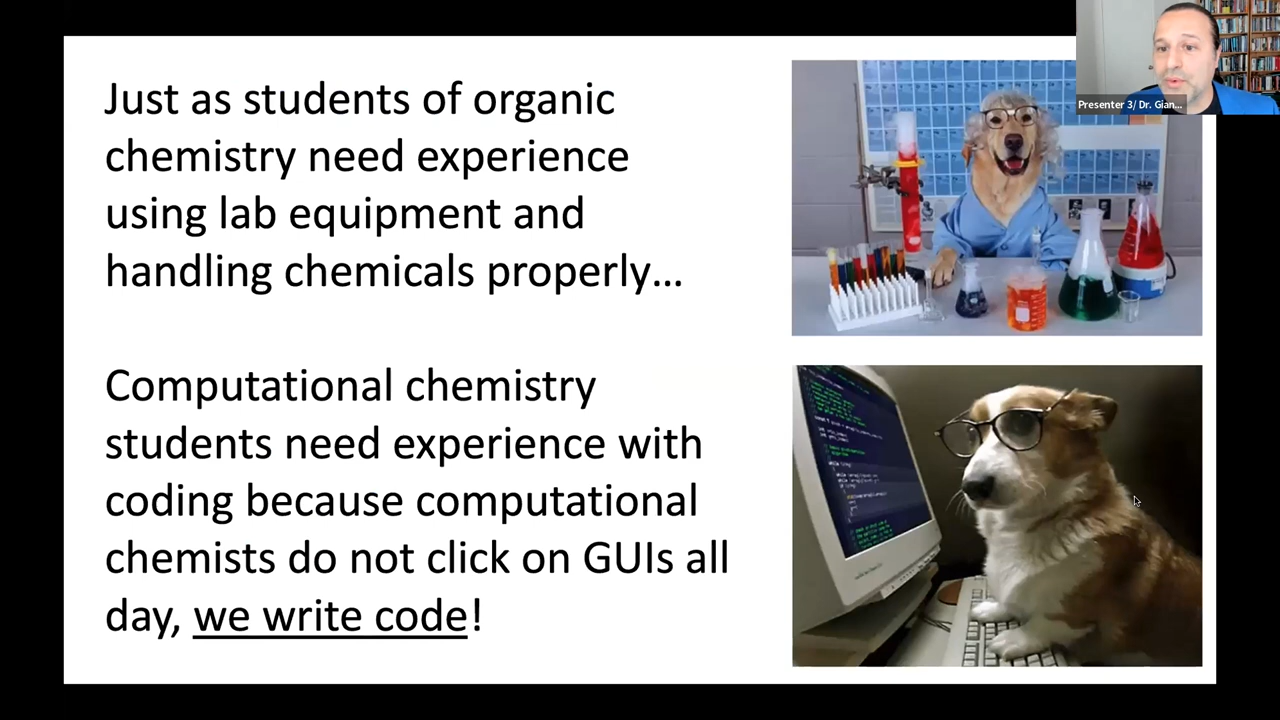 Just as students of organic
chemistry need experience
using lab equipment and
handling chemicals properly...
Computational chemistry
students need experience with
coding because computational
chemists do not click on GUIs all
day, we write code!
Presenter 3/ Dr. Gian...